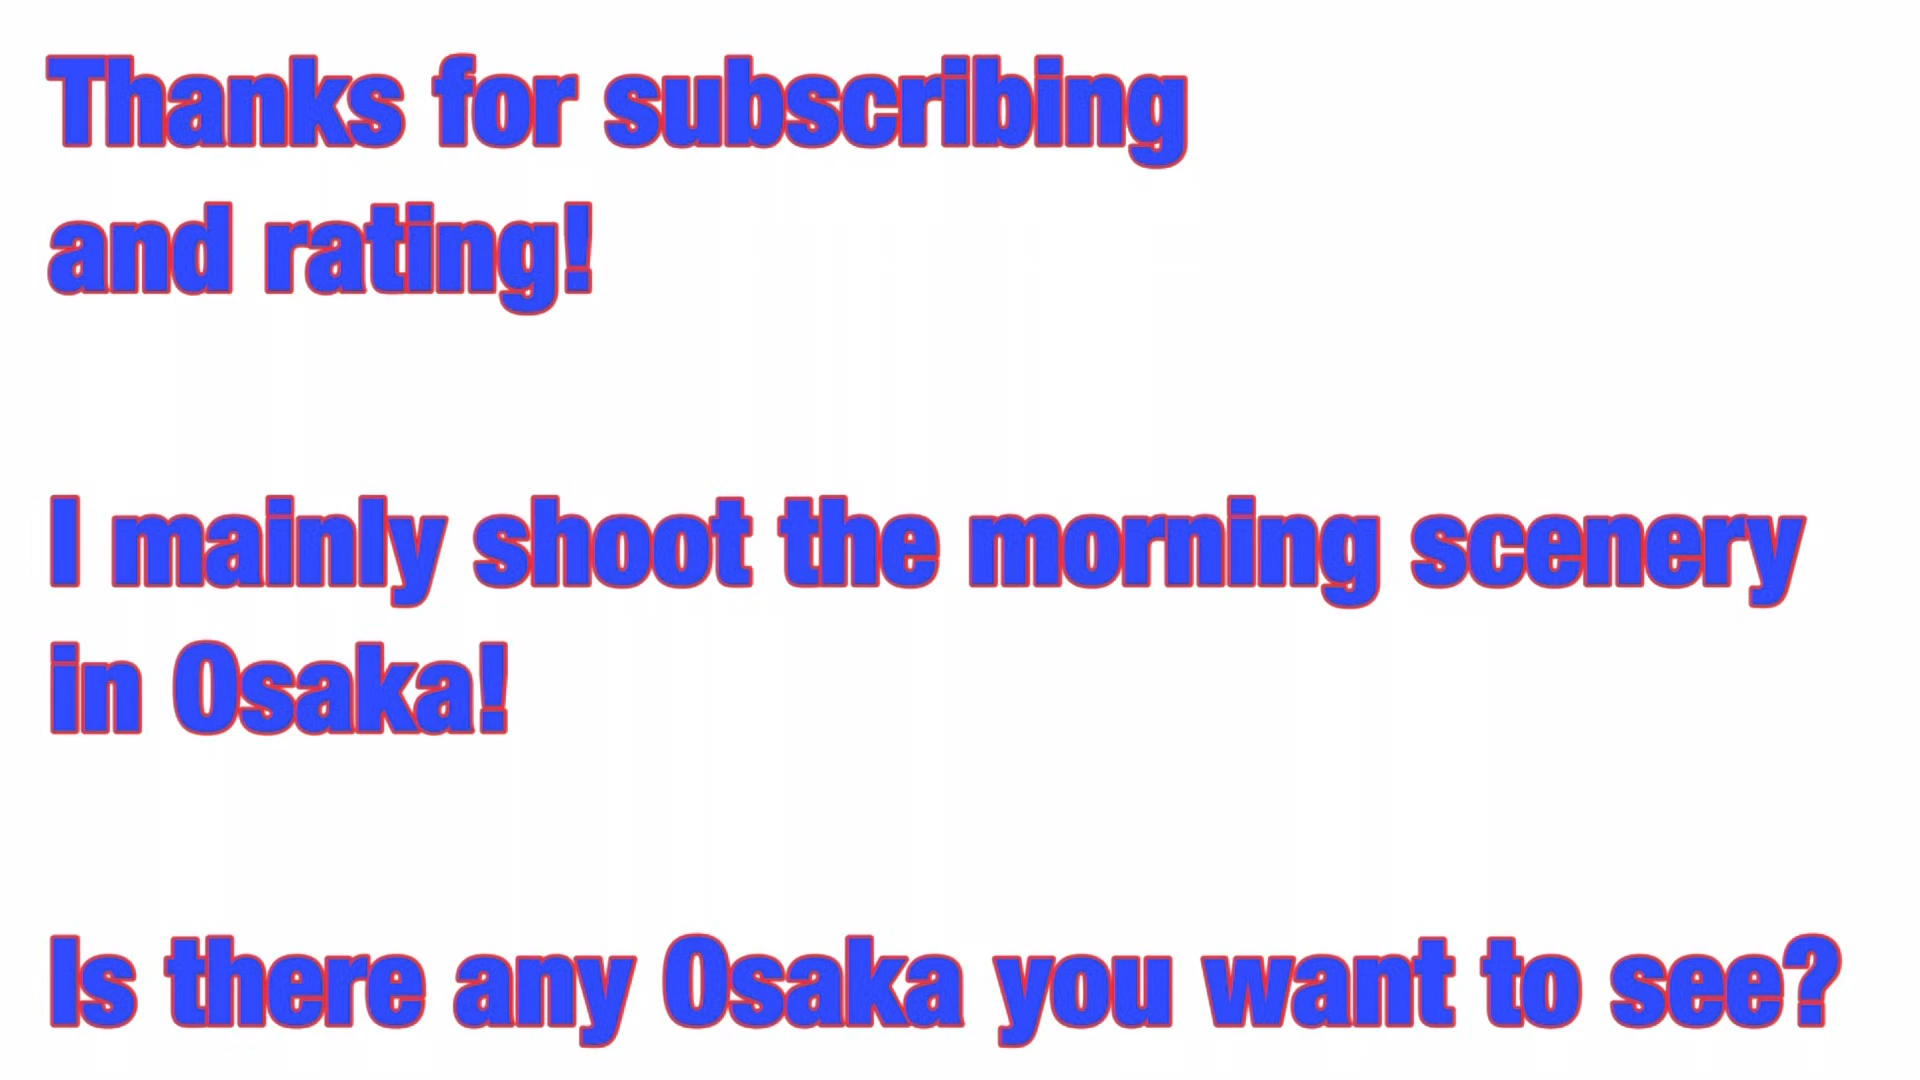 Thanks for subscribing
and rating!
I mainly shoot the morning scenery
in Osaka!
Is there any Osaka you want to see?